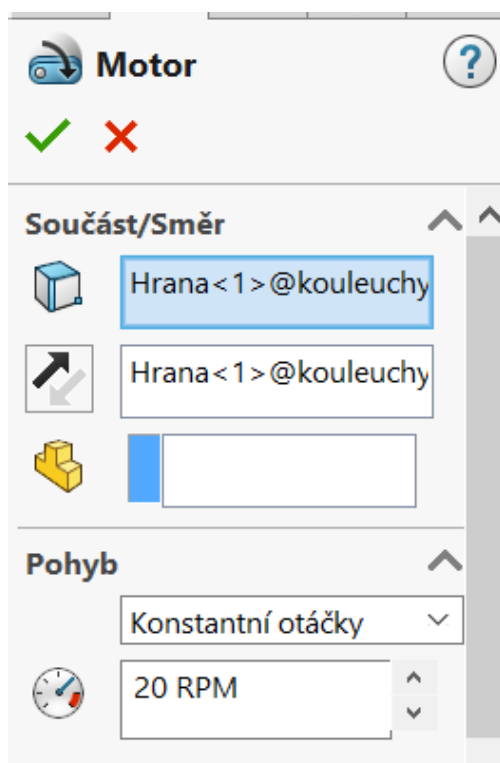 Motor
?
Součást/Směr
Hrana<1>@kouleuchy
Hrana<1>@kouleuchy
Pohyb
Konstantní otáčky
20 RPM